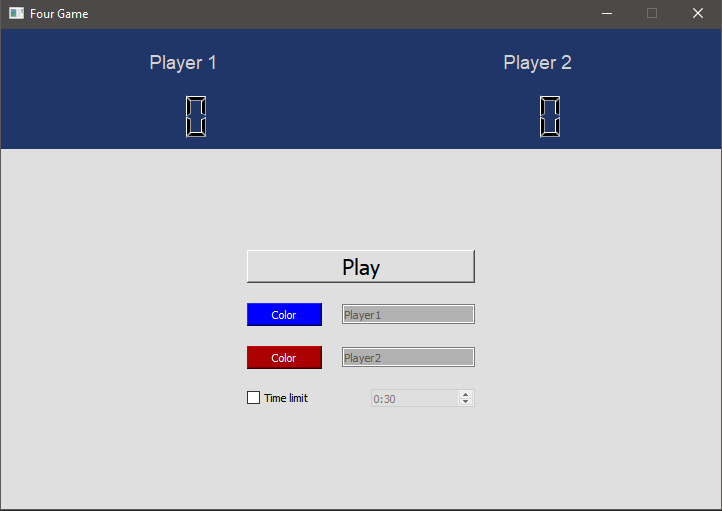 Four Game
Player 1 Player 2
0 0
Play
Color Player1
Color Player2
Time limit 0:30